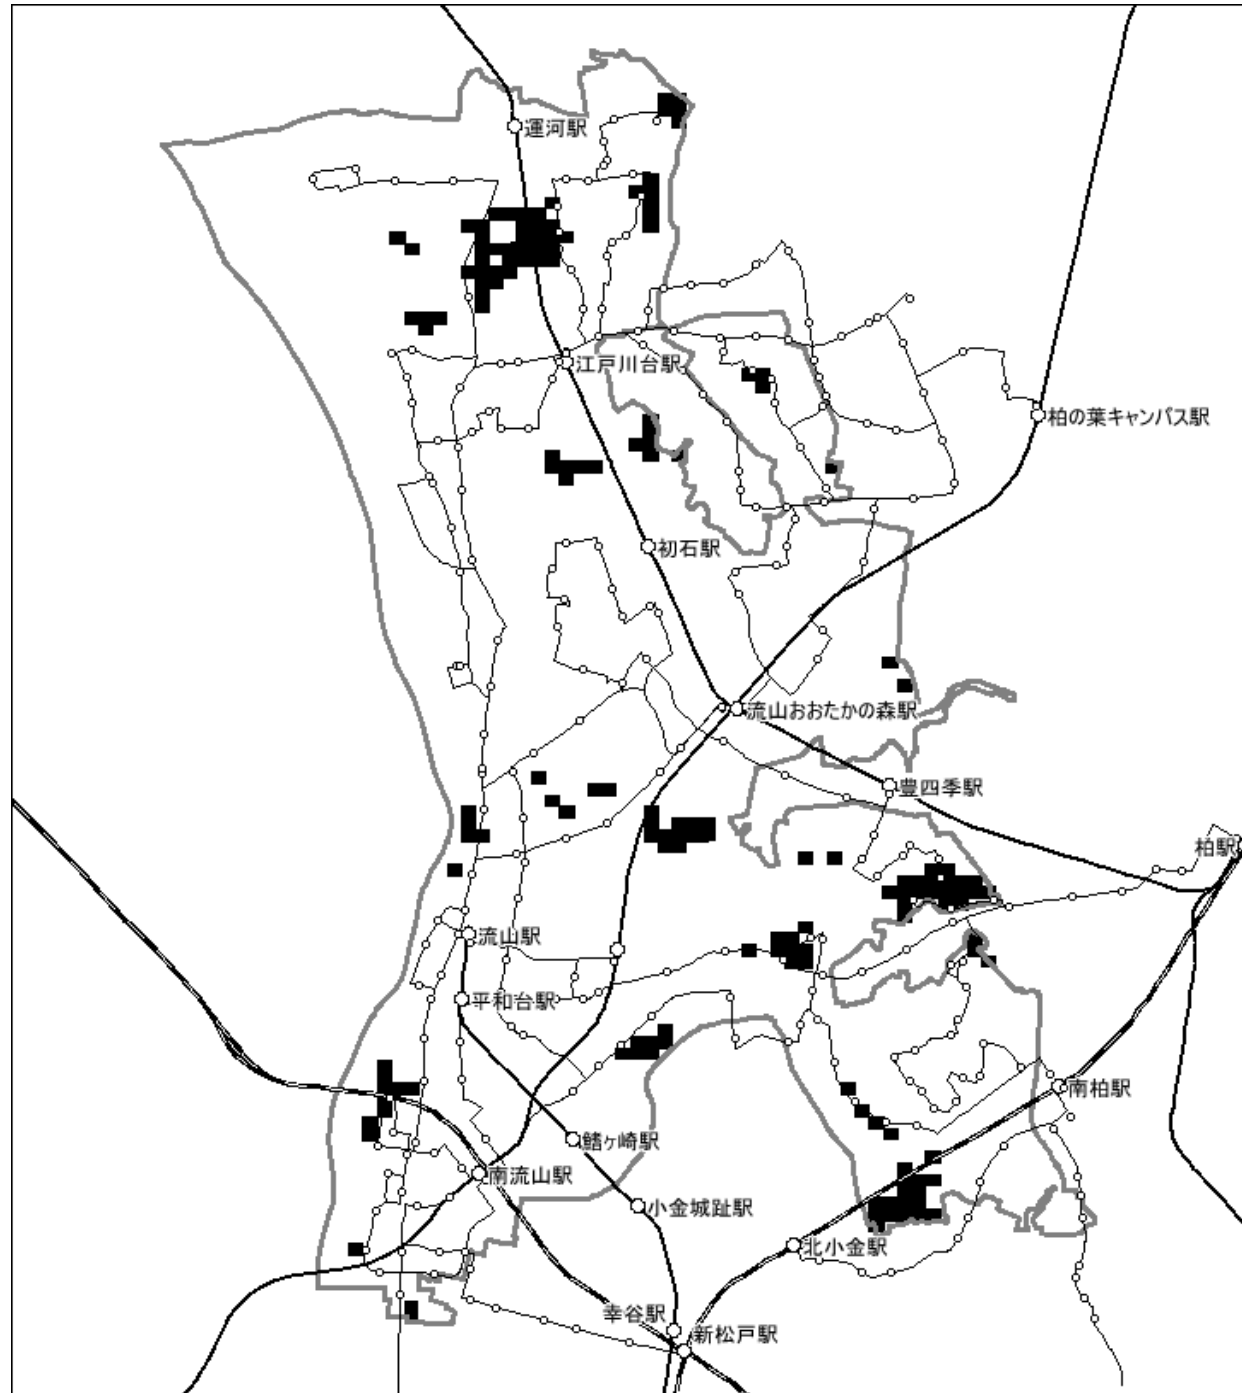 運河駅
江戸川台駅
柏の葉キャンパス駅
初石駅
流山おおたかの森駅
豊四季駅
柏駅
流山駅
平和台駅
南柏駅
鰭ヶ崎駅
南流山駅
小金城趾駅
北小金駅
幸谷駅
新松戸駅